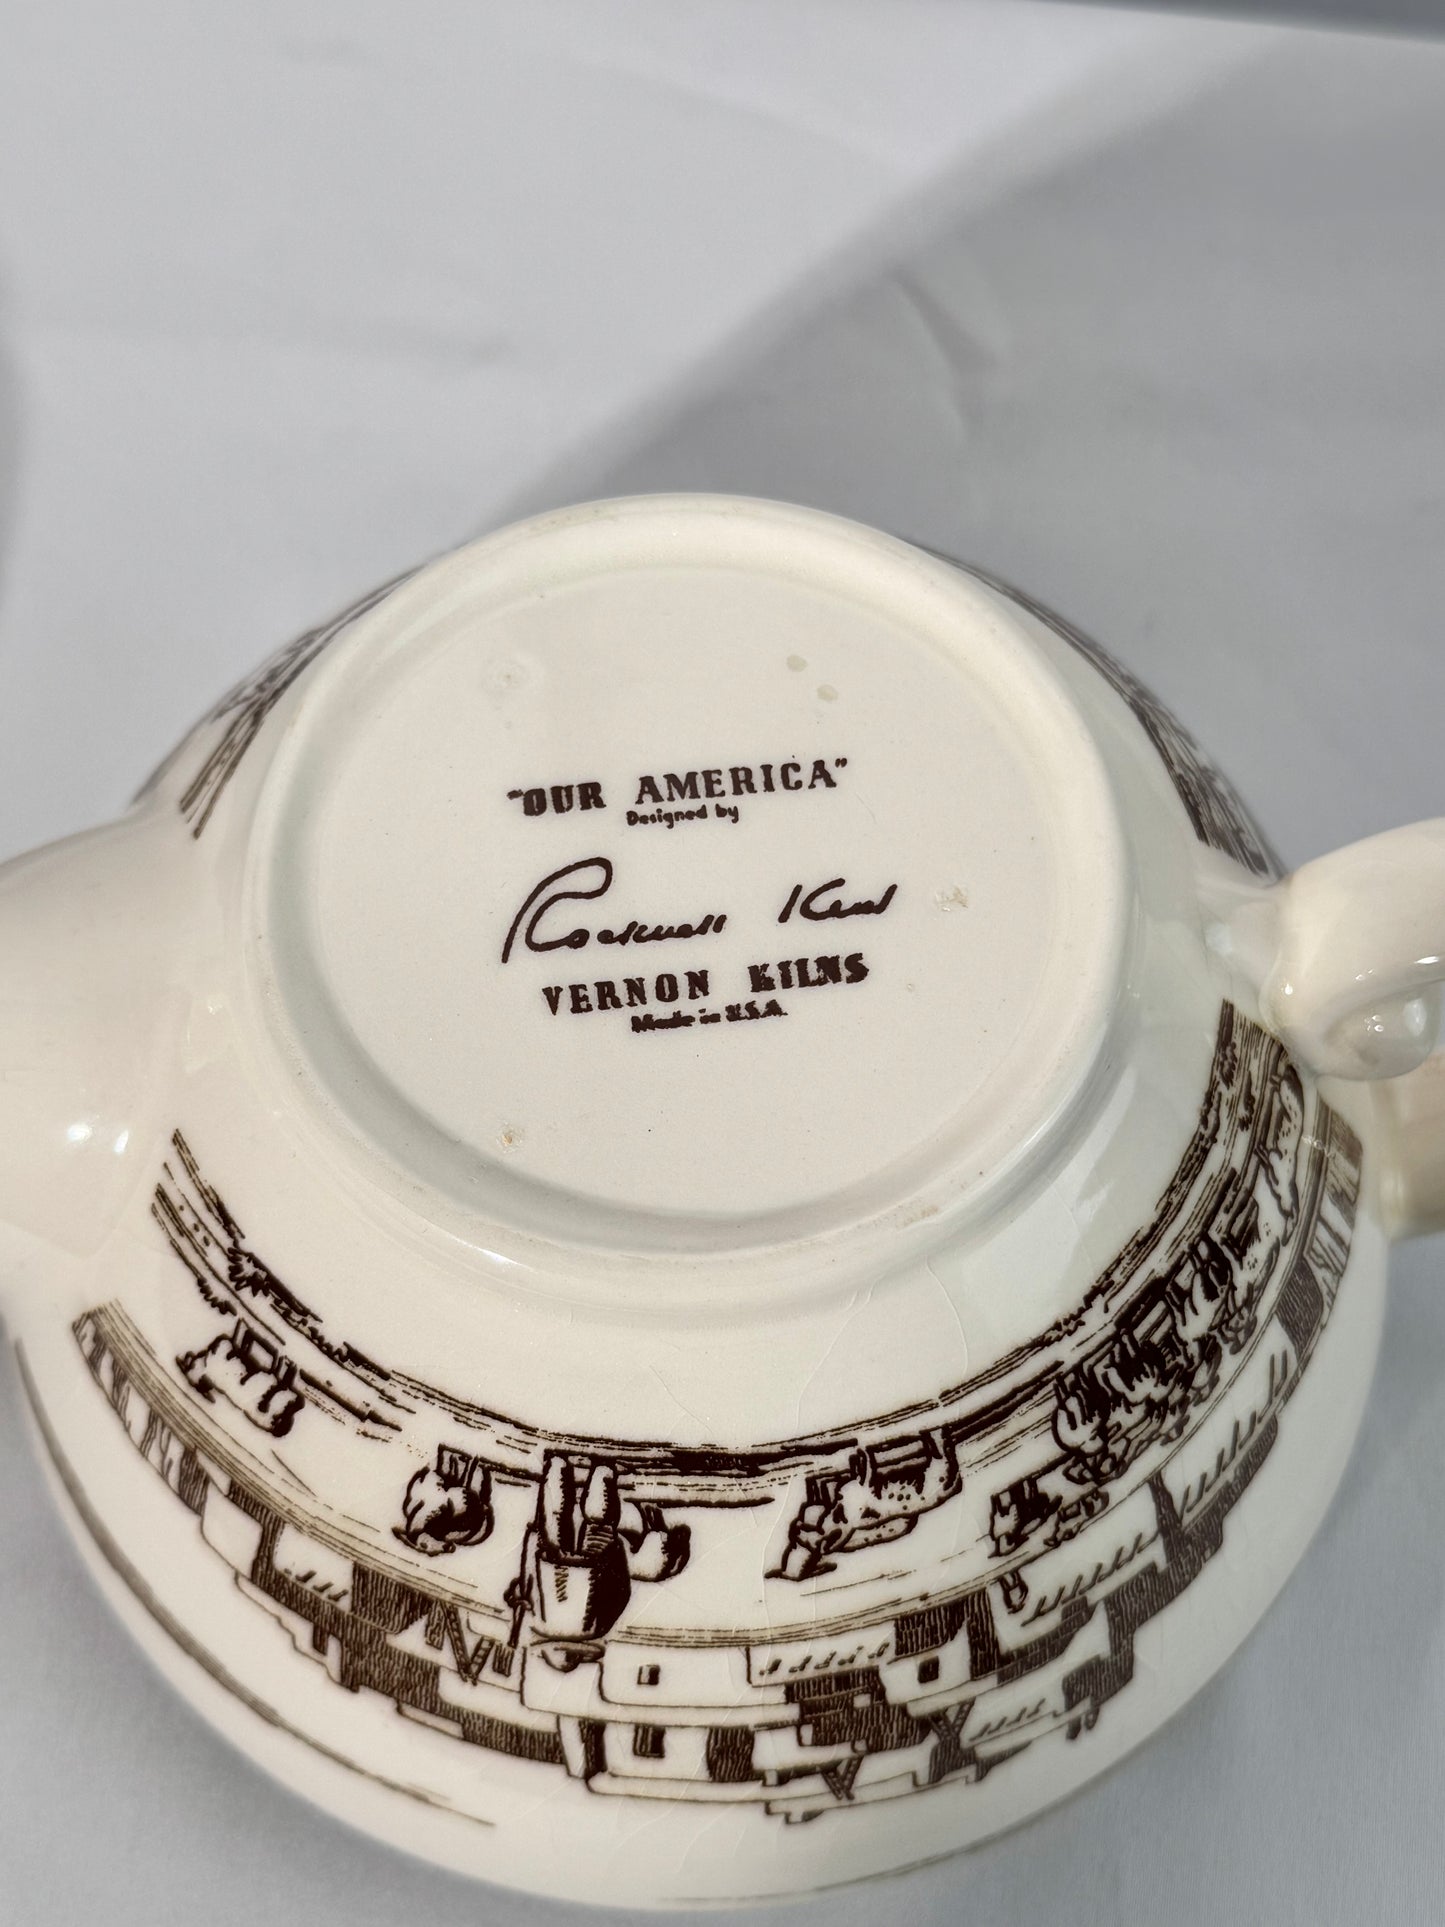 "OUR AMERICA"
Designed by
Rockwell Kent
VERNON KILNS
Made in U.S.A.